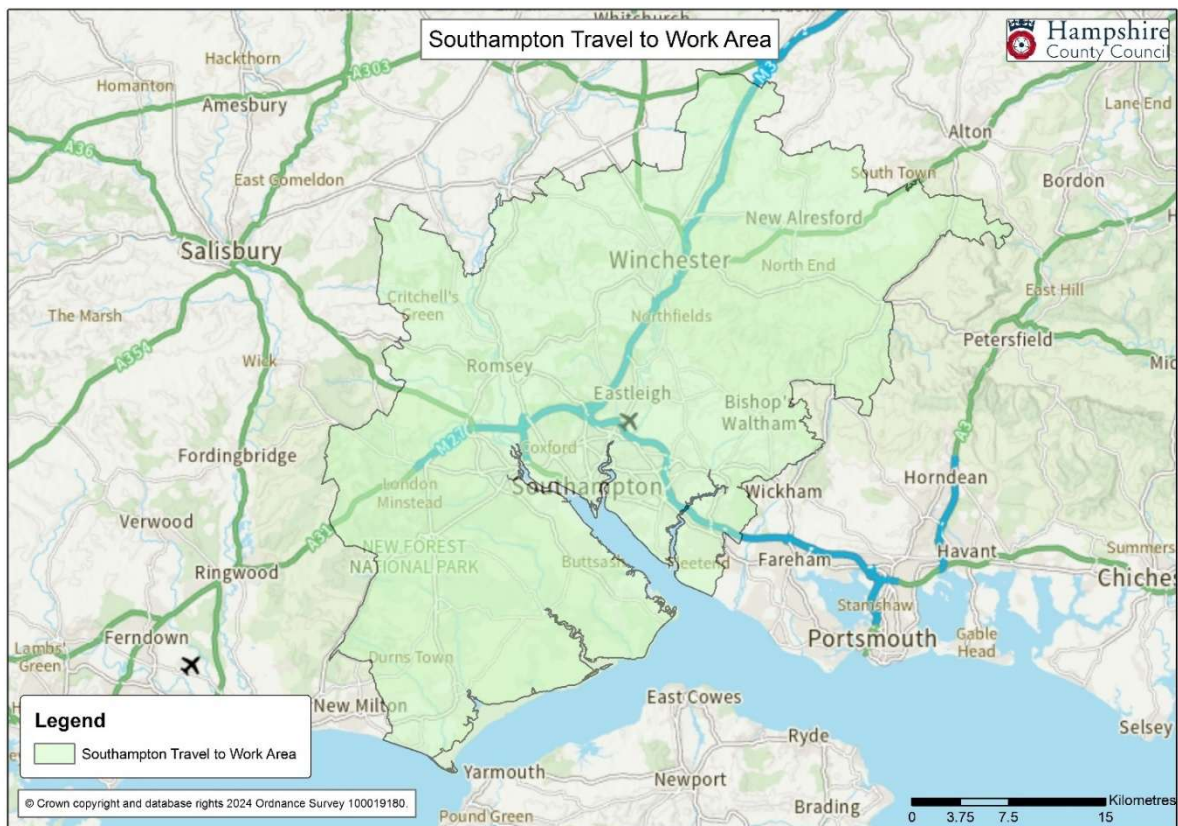 Whitchurch
Southampton Travel to Work Area
Hampshire
County Council
Hackthorn
Homanton
A303
M3
Amesbury
Lane End
Alton
A36
East Gomeldon
South Town
Bordon
New Alresford
Salisbury
Winchester
North End
Critchell's
Green
East Hill
The Marsh
Northfields
Petersfield
A354
Wick
Romsey
Eastleigh
Bishop's
Waltham
A3
M27
Coxford
Fordingbridge
London
Minstead
Southampton
Wickham
Horndean
Verwood
A31
NEW FOREST
NATIONAL PARK
Buttsash
Fareham
Havant
Ringwood
Stamshaw
Ferndown
Portsmouth
Gable
Head
Lambs'
Green
Durns Town
New Milton
East Cowes
Ryde
Selsey
Legend
Southampton Travel to Work Area
Yarmouth
Newport
Brading
© Crown copyright and database rights 2024 Ordnance Survey 100019180.
Pound Green
Kilometres
0 3.75 7.5 15